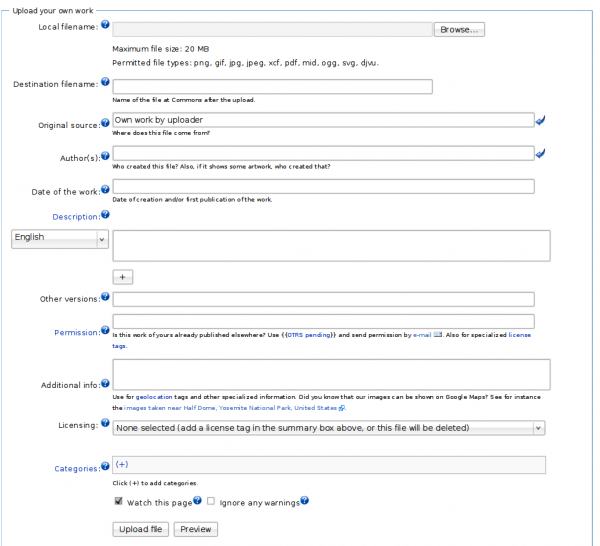 Upload your own work
Local filename: Browse...
Maximum file size: 20 MB
Permitted file types: png, gif, jpg, jpeg, xcf, pdf, mid, ogg, svg, djvu.
Destination filename:
Name of the file at Commons after the upload.
Original source: Own work by uploader
Where does this file come from?
Author(s):
Who created this file? Also, if it shows some artwork, who created that?
Date of the work:
Date of creation and/or first publication of the work.
Description:
English
+
Other versions:
Permission:
Is this work of yours already published elsewhere? Use {{OTRS pending}} and send permission by e-mail. Also for specialized license
tags.
Additional info:
Use for geolocation tags and other specialized information. Did you know that our images can be shown on Google Maps? See for instance
the images taken near Half Dome, Yosemite National Park, United States.
Licensing: None selected (add a license tag in the summary box above, or this file will be deleted)
Categories: (+)
Click (+) to add categories.
Watch this page Ignore any warnings
Upload file Preview